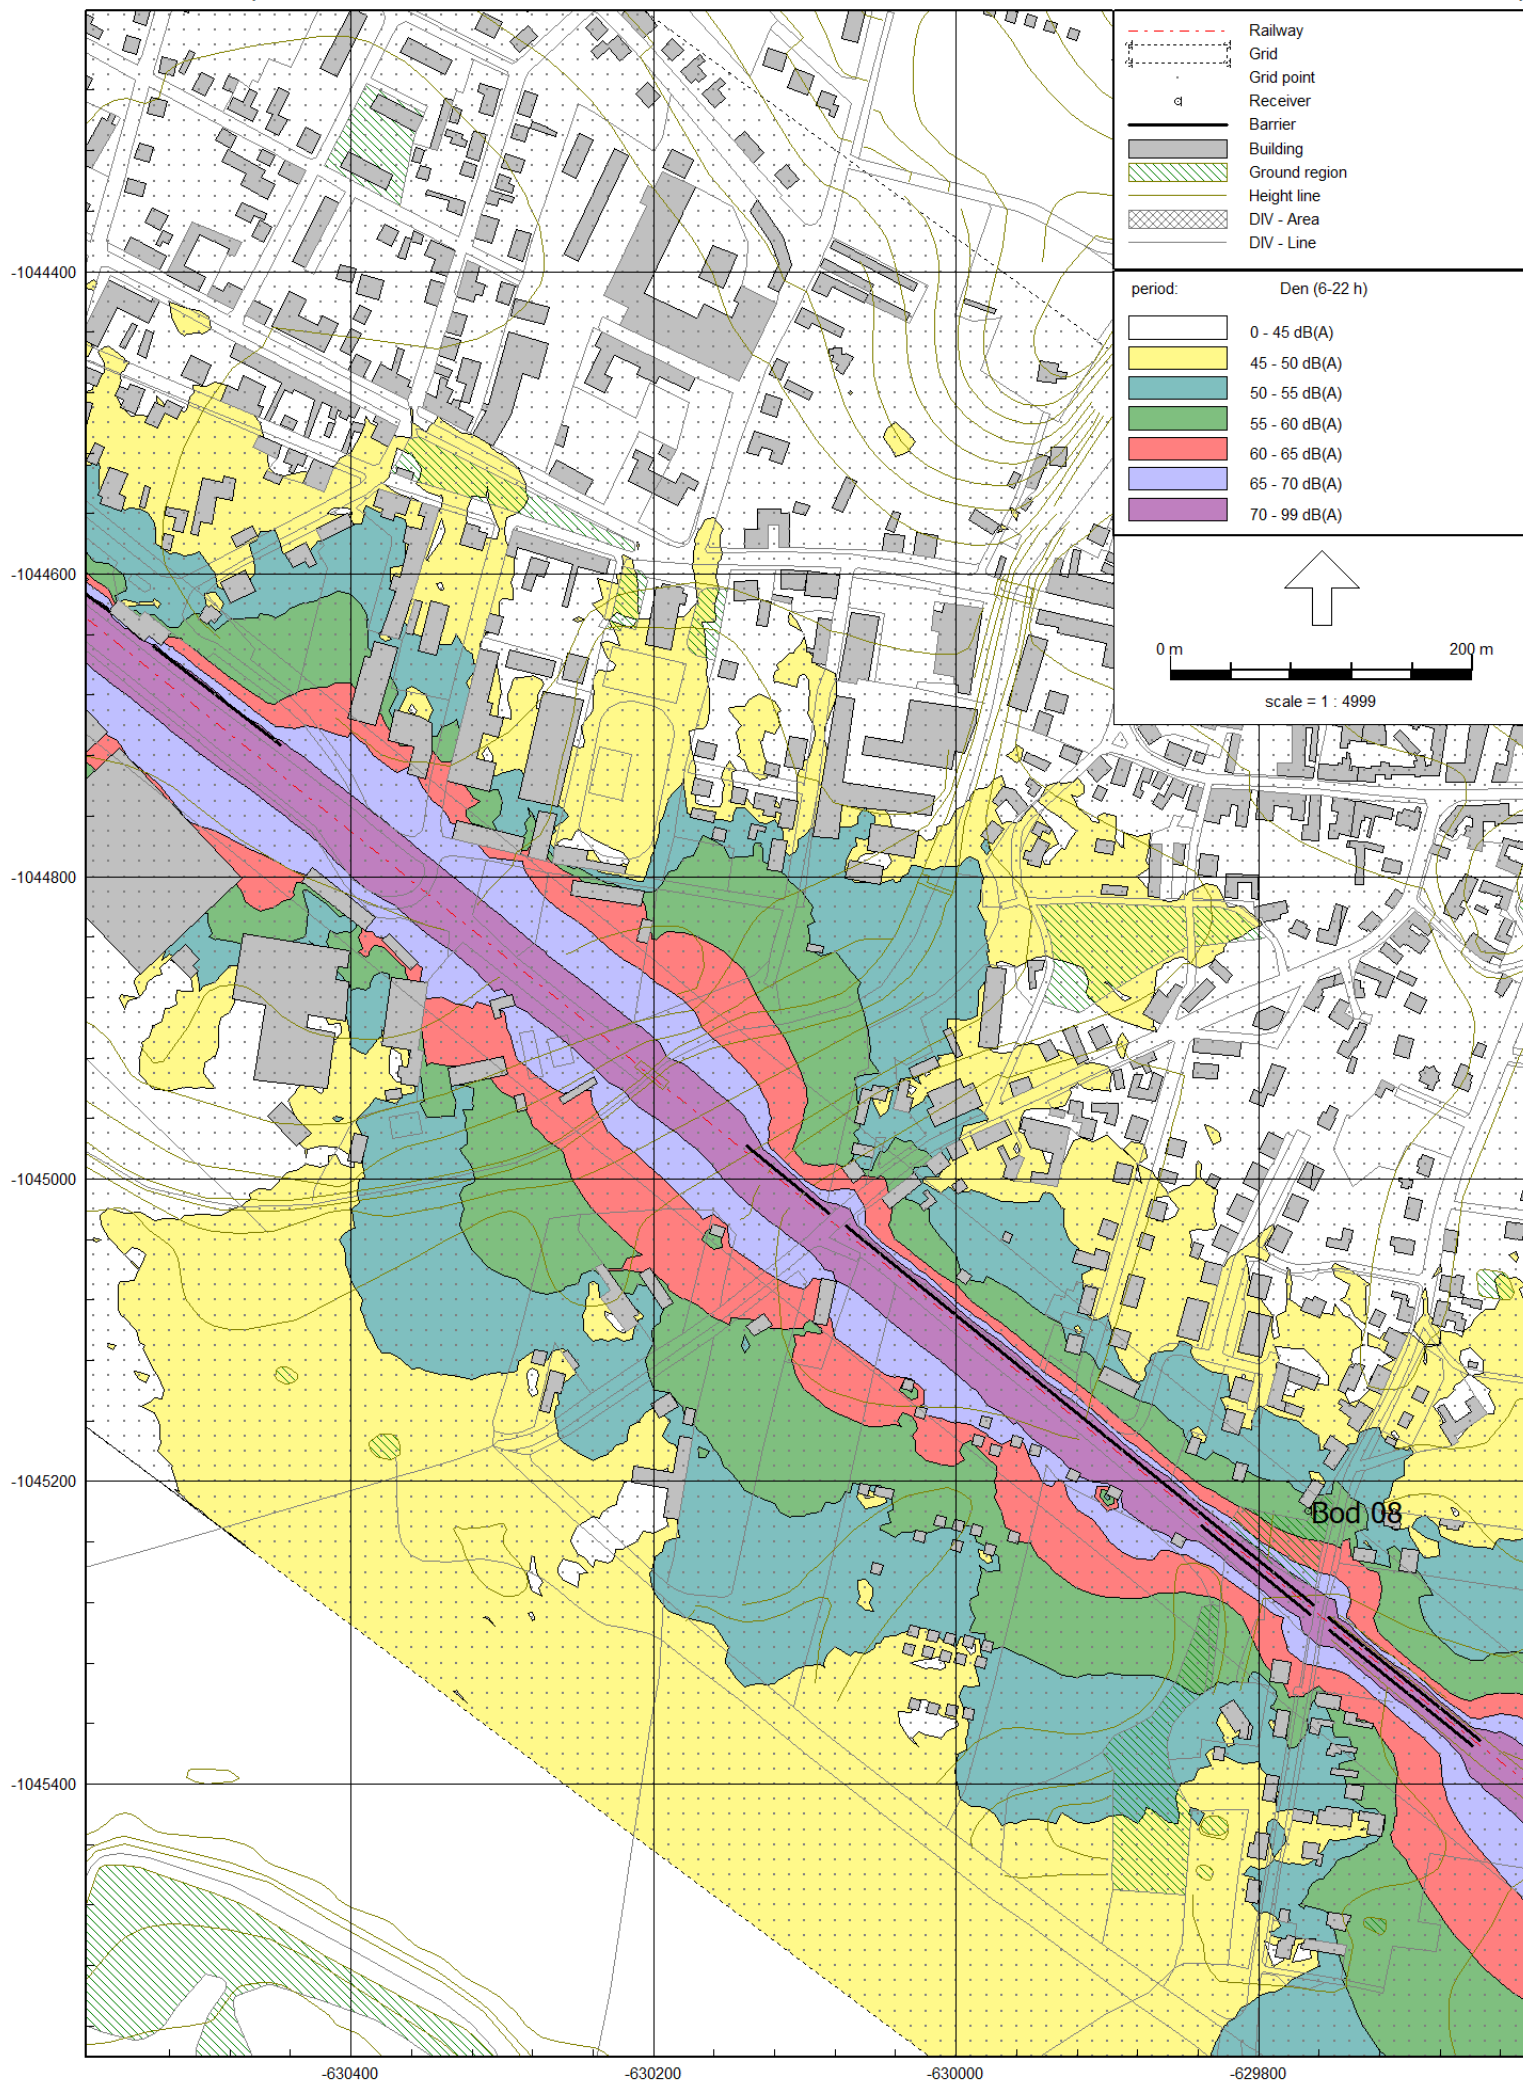 Railway
Grid
Grid point
Receiver
Barrier
Building
Ground region
Height line
DIV - Area
DIV - Line
period: Den (6-22 h)
0 - 45 dB(A)
45 - 50 dB(A)
50 - 55 dB(A)
55 - 60 dB(A)
60 - 65 dB(A)
65 - 70 dB(A)
70 - 99 dB(A)
0 m 200 m
scale = 1 : 4999
-1044400
-1044600
-1044800
-1045000
-1045200
Bod 08
-1045400
-630400 -630200 -630000 -629800